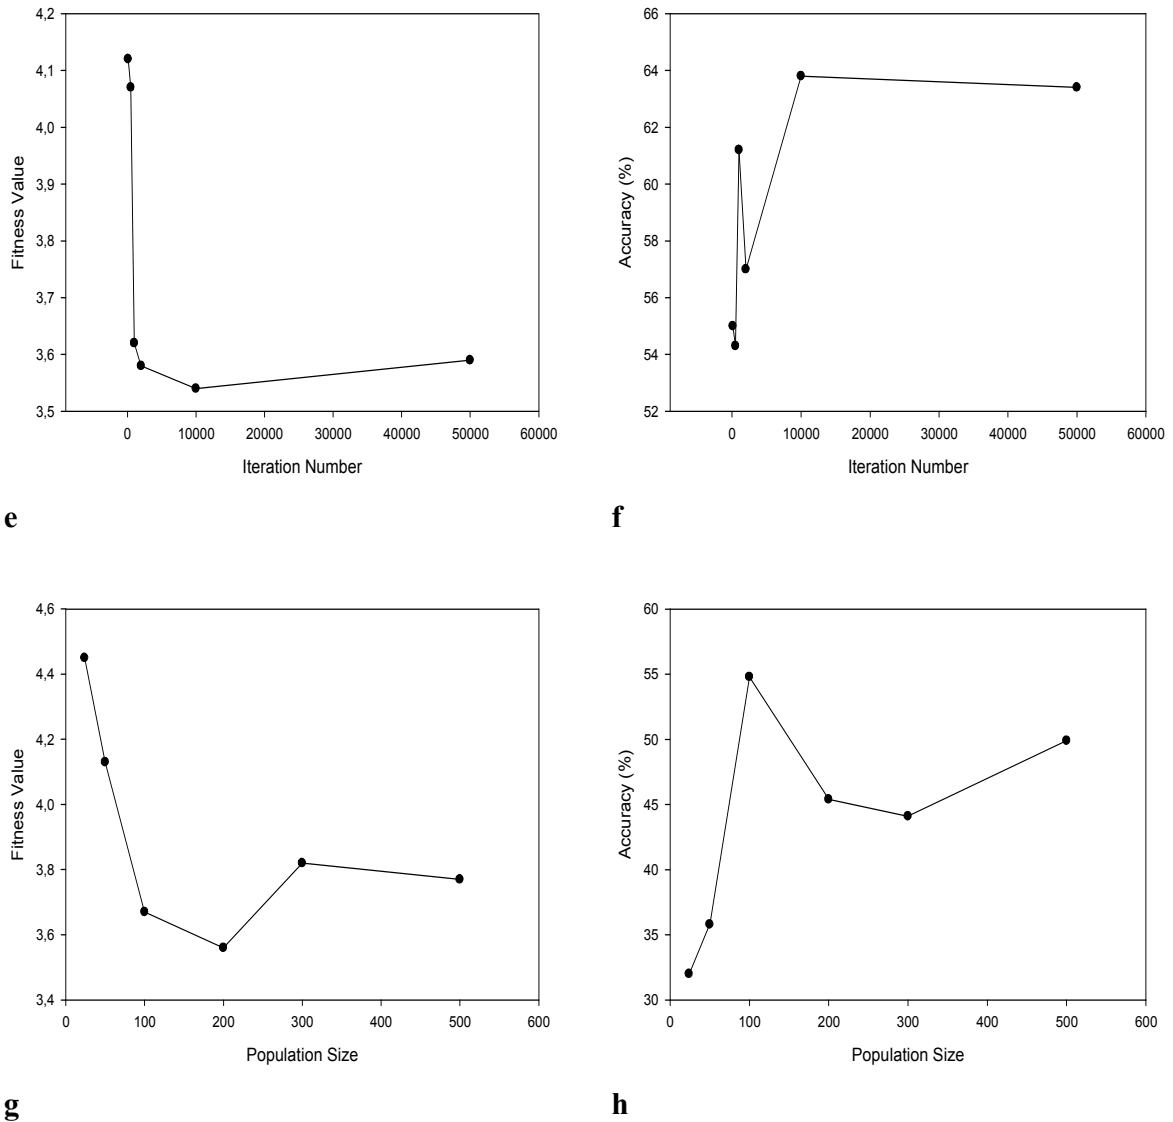 4,2
4,1
4,0
3,9
3,8
3,7
3,6
3,5
Fitness Value
0 10000 20000 30000 40000 50000 60000
Iteration Number
e
66
64
62
60
58
56
54
52
Accuracy (%)
0 10000 20000 30000 40000 50000 60000
Iteration Number
f
4,6
4,4
4,2
4,0
3,8
3,6
3,4
Fitness Value
0 100 200 300 400 500 600
Population Size
g
60
55
50
45
40
35
30
Accuracy (%)
0 100 200 300 400 500 600
Population Size
h